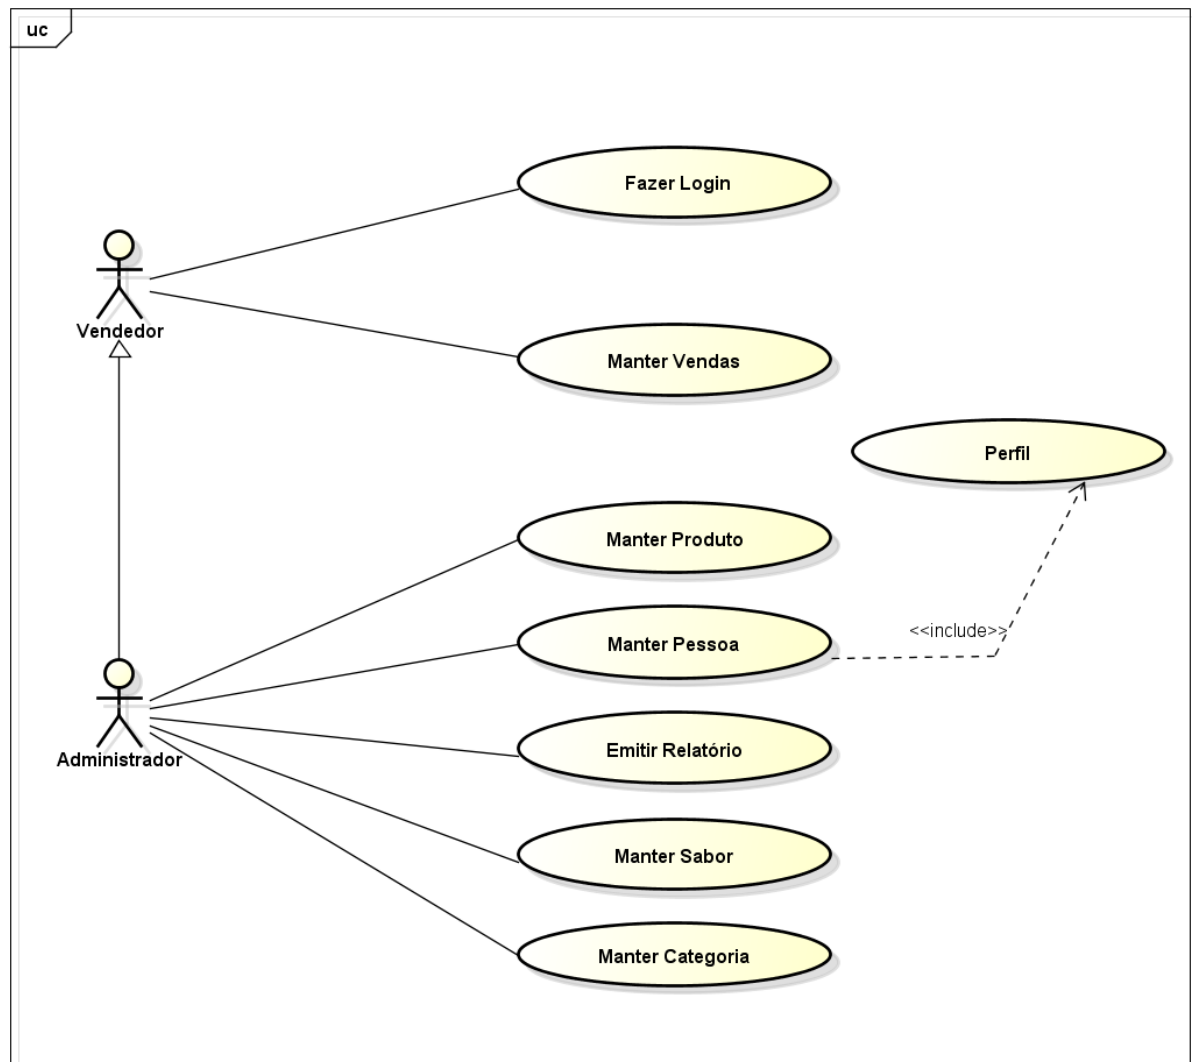 uc
Fazer Login
Vendedor
Manter Vendas
Perfil
Manter Produto
<<include>>
Manter Pessoa
Emitir Relatório
Administrador
Manter Sabor
Manter Categoria